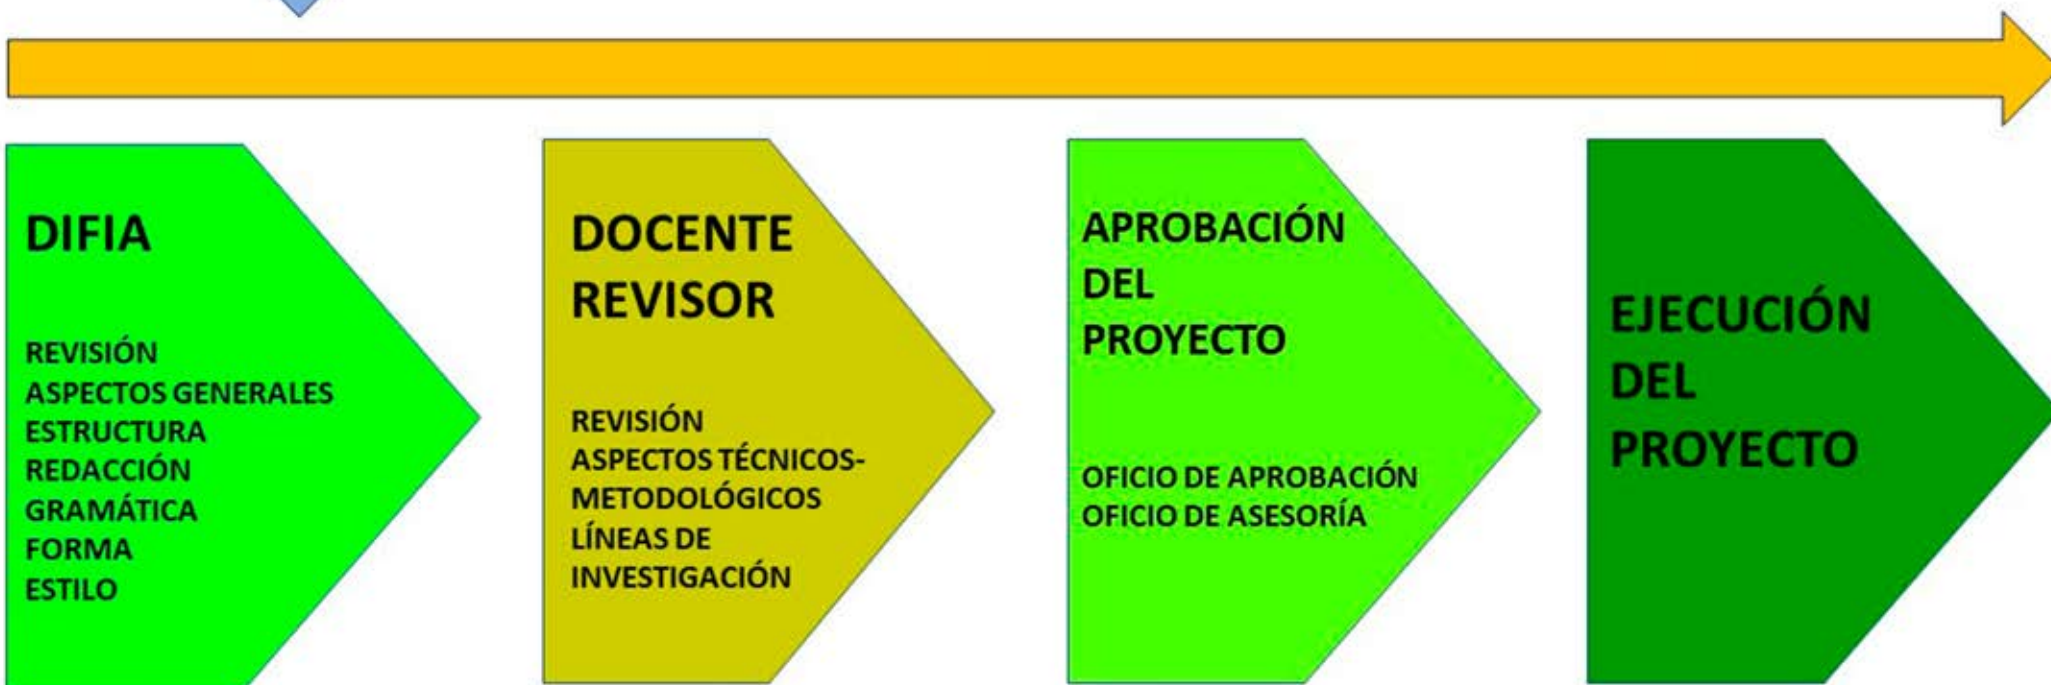 DIFIA
REVISIÓN
ASPECTOS GENERALES
ESTRUCTURA
REDACCIÓN
GRAMÁTICA
FORMA
ESTILO
DOCENTE
REVISOR
REVISIÓN
ASPECTOS TÉCNICOS-
METODOLÓGICOS
LÍNEAS DE
INVESTIGACIÓN
APROBACIÓN
DEL
PROYECTO
OFICIO DE APROBACIÓN
OFICIO DE ASESORÍA
EJECUCIÓN
DEL
PROYECTO